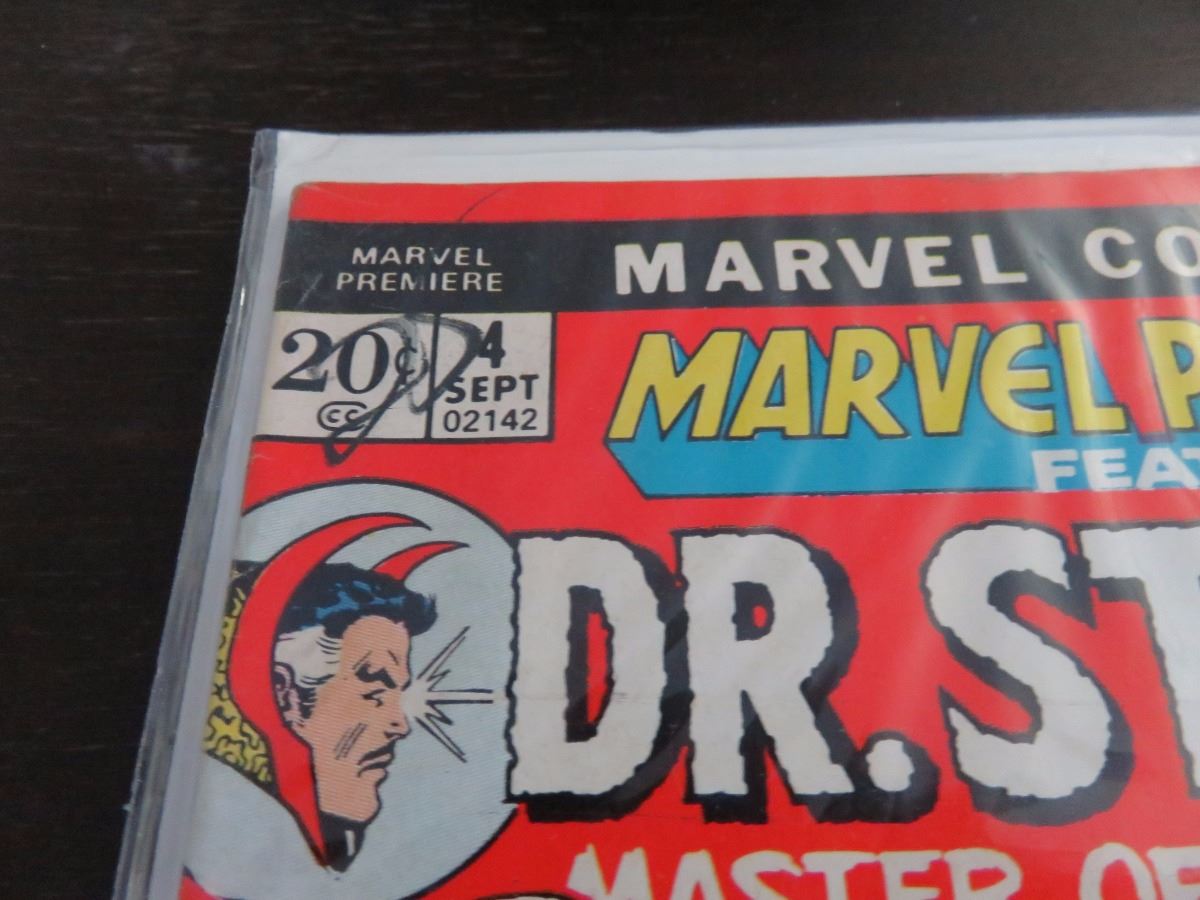 MARVEL
PREMIERE
MARVEL CO
20¢ 4
SEPT
CC 02142
MARVEL P
FEAT
DR. ST
MASTER OF